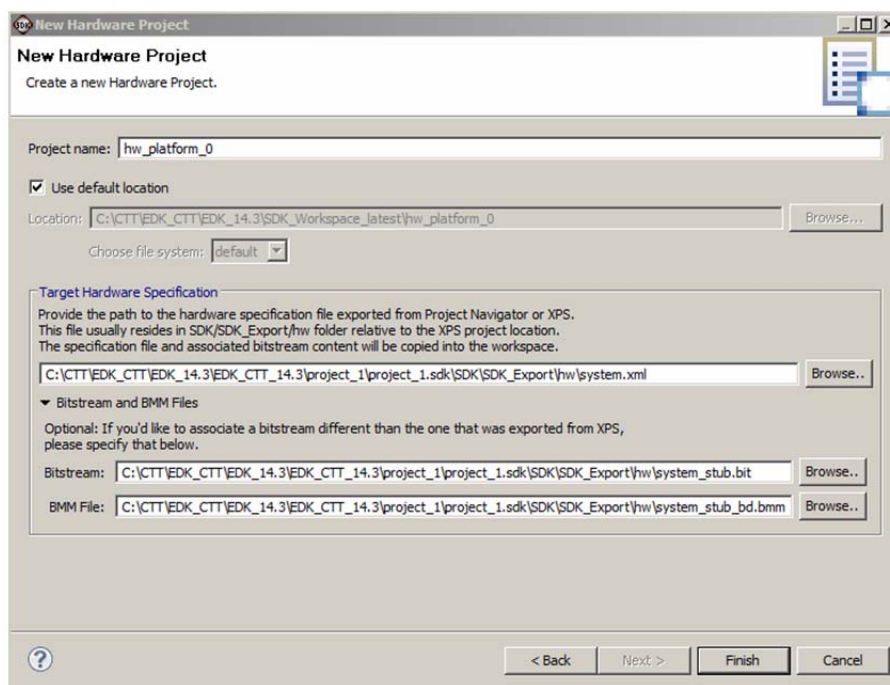 SDK New Hardware Project
New Hardware Project
Create a new Hardware Project.
Project name: hw_platform_0
Use default location
Location: C:\CTT\EDK_CTT\EDK_14.3\SDK_Workspace_latest\hw_platform_0 Browse...
Choose file system: default
Target Hardware Specification
Provide the path to the hardware specification file exported from Project Navigator or XPS.
This file usually resides in SDK/SDK_Export/hw folder relative to the XPS project location.
The specification file and associated bitstream content will be copied into the workspace.
C:\CTT\EDK_CTT\EDK_14.3\EDK_CTT_14.3\project_1\project_1.sdk\SDK\SDK_Export\hw\system.xml Browse..
Bitstream and BMM Files
Optional: If you'd like to associate a bitstream different than the one that was exported from XPS,
please specify that below.
Bitstream: C:\CTT\EDK_CTT\EDK_14.3\EDK_CTT_14.3\project_1\project_1.sdk\SDK\SDK_Export\hw\system_stub.bit Browse..
BMM File: C:\CTT\EDK_CTT\EDK_14.3\EDK_CTT_14.3\project_1\project_1.sdk\SDK\SDK_Export\hw\system_stub_bd.bmm Browse..
? < Back Next > Finish Cancel